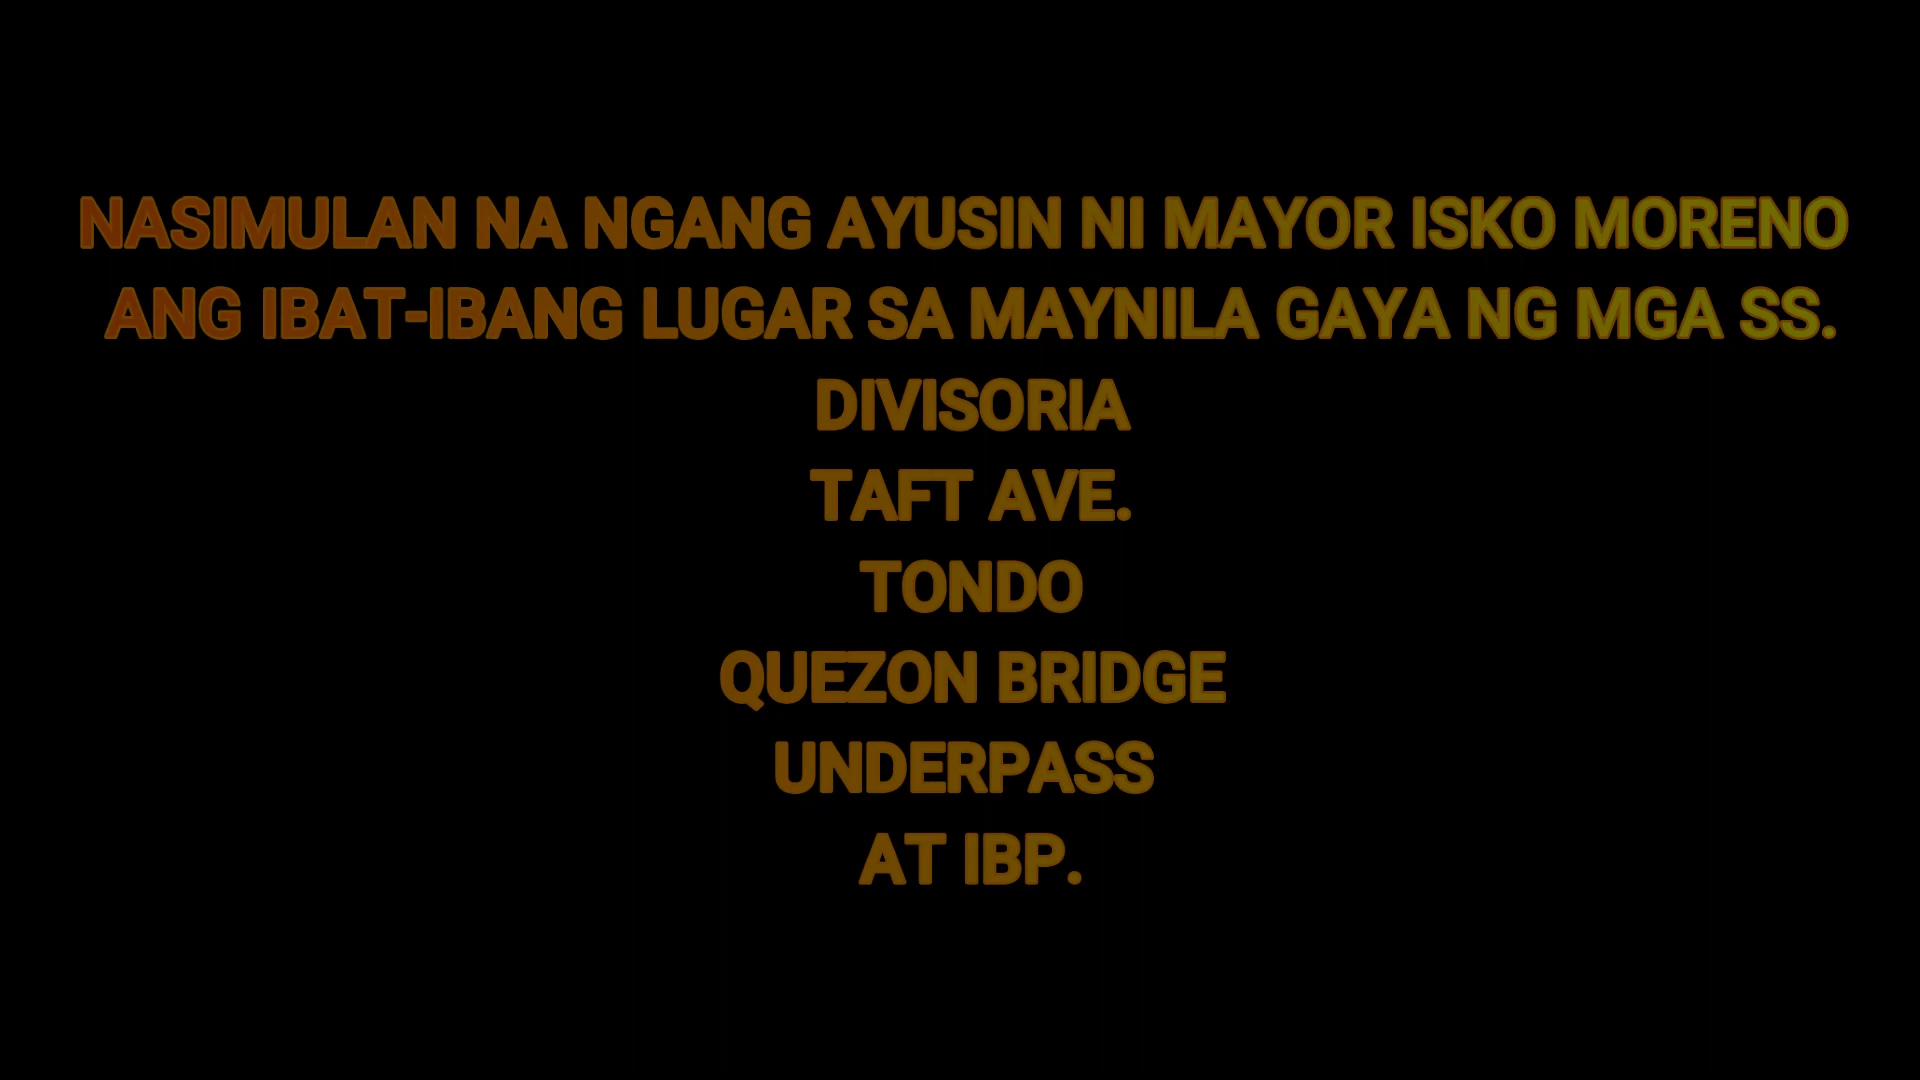 NASIMULAN NA NGANG AYUSIN NI MAYOR ISKO MORENO
ANG IBAT-IBANG LUGAR SA MAYNILA GAYA NG MGA SS.
DIVISORIA
TAFT AVE.
TONDO
QUEZON BRIDGE
UNDERPASS
AT IBP.